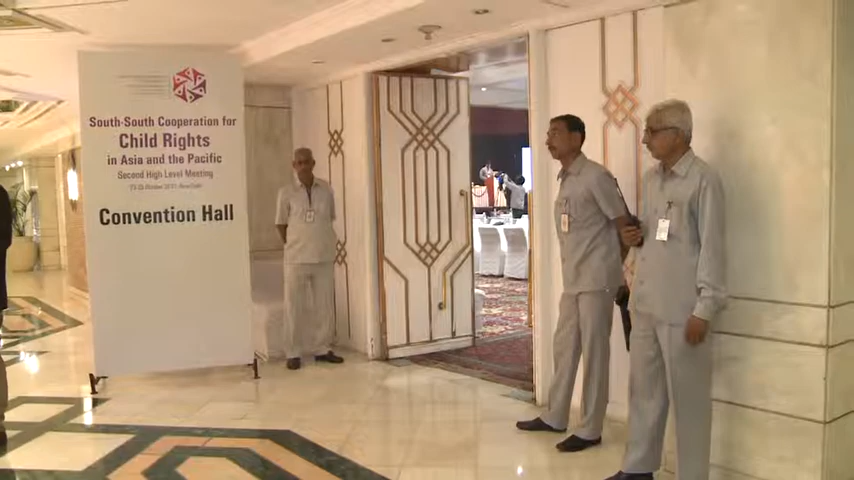 South-South Cooperation for
Child Rights
in Asia and the Pacific
Second High Level Meeting
Convention Hall